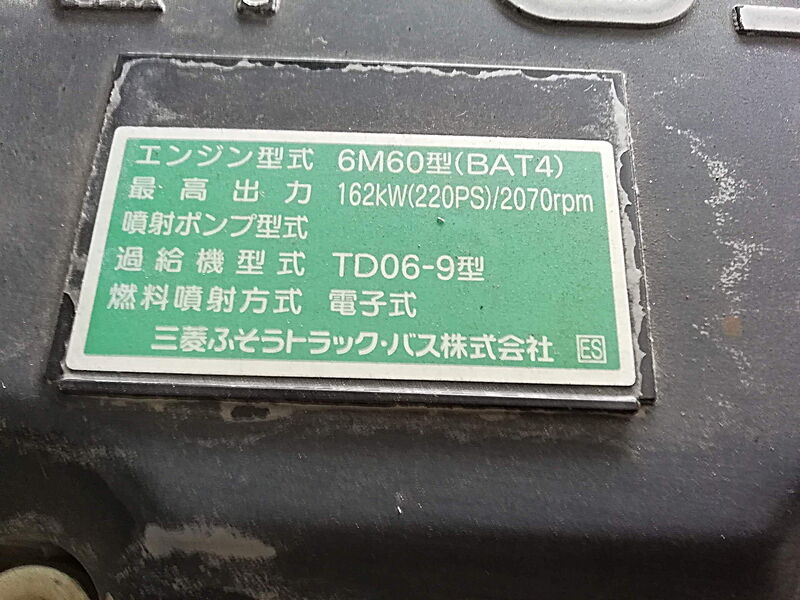 エンジン型式 6M60型(BAT4)
最高出力 162kW(220PS)/2070rpm
噴射ポンプ型式
過給機型式 TD06-9型
燃料噴射方式 電子式
三菱ふそうトラック・バス株式会社 ES